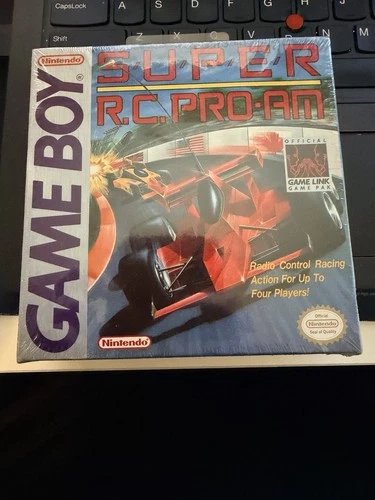 CapsLock
A
S
D
F
G
H
J
K
L
Shift
Z
X
C
V
B
N
M
Nintendo
GAME BOY®
SUPER
R.C. PRO-AM
OFFICIAL
GAME LINK
GAME PAK
Radio Control Racing
Action For Up To
Four Players!
Nintendo
Official
Nintendo
Seal of Quality